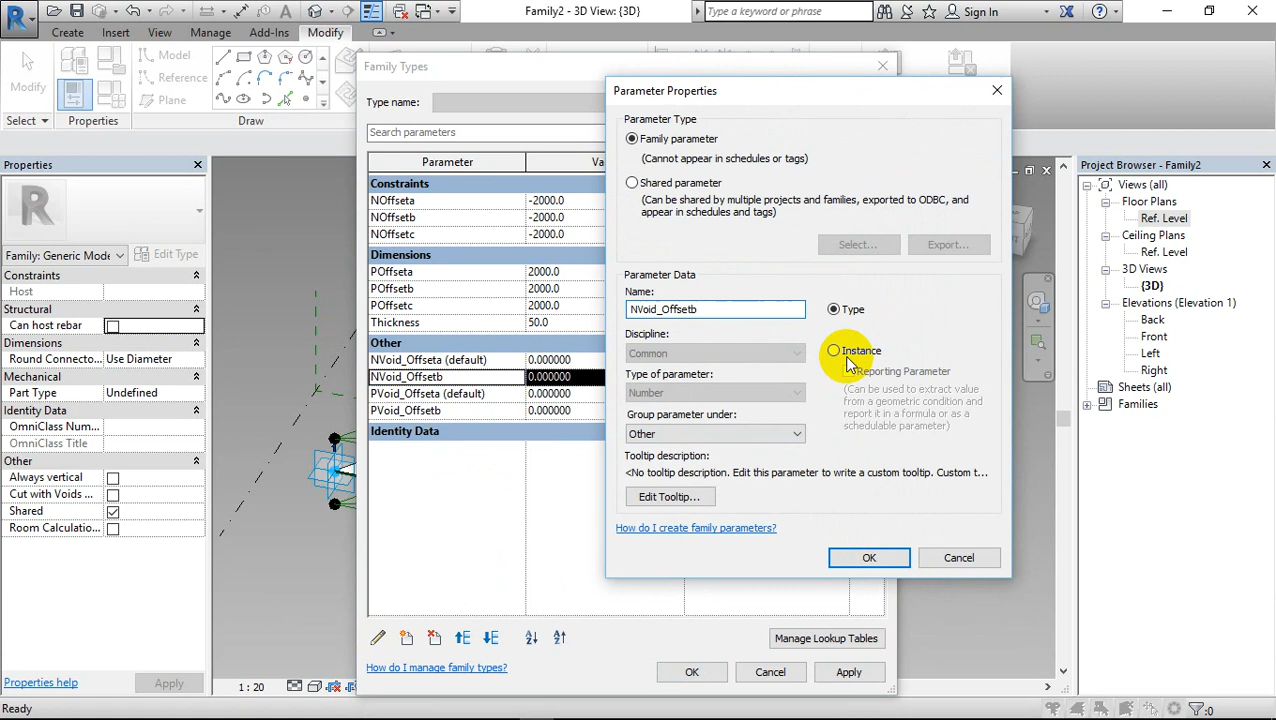 Family2 - 3D View: {3D}
Type a keyword or phrase
Sign In
Create Insert View Manage Add-Ins Modify
Modify
Select
Properties
Model
Reference
Plane
Draw
Properties
Family: Generic Mode
Edit Type
Constraints
Host
Structural
Can host rebar
Dimensions
Round Connecto... Use Diameter
Mechanical
Part Type Undefined
Identity Data
OmniClass Num...
OmniClass Title
Other
Always vertical
Cut with Voids ...
Shared
Room Calculatio...
Properties help
Apply
Family Types
Type name:
Search parameters
Parameter
Constraints
NOffseta -2000.0
NOffsetb -2000.0
NOffsetc -2000.0
Dimensions
POffseta 2000.0
POffsetb 2000.0
POffsetc 2000.0
Thickness 50.0
Other
NVoid_Offseta (default) 0.000000
NVoid_Offsetb 0.000000
PVoid_Offseta (default) 0.000000
PVoid_Offsetb 0.000000
Identity Data
Manage Lookup Tables
How do I manage family types?
OK Cancel Apply
Parameter Properties
Parameter Type
Family parameter
(Cannot appear in schedules or tags)
Shared parameter
(Can be shared by multiple projects and families, exported to ODBC, and
appear in schedules and tags)
Select... Export...
Parameter Data
Name:
NVoid_Offsetb
Type
Discipline:
Common
Instance
Type of parameter:
Reporting Parameter
Number
(Can be used to extract value
from a geometric condition and
report it in a formula or as a
schedulable parameter)
Group parameter under:
Other
Tooltip description:
<No tooltip description. Edit this parameter to write a custom tooltip. Custom t...
Edit Tooltip...
How do I create family parameters?
OK Cancel
Project Browser - Family2
Views (all)
Floor Plans
Ref. Level
Ceiling Plans
Ref. Level
3D Views
{3D}
Elevations (Elevation 1)
Back
Front
Left
Right
Sheets (all)
Families
1 : 20
Ready
:0